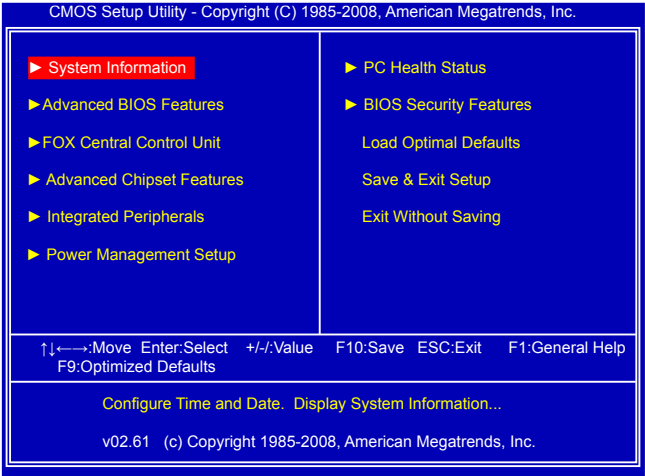 CMOS Setup Utility - Copyright (C) 1985-2008, American Megatrends, Inc.
► System Information
►Advanced BIOS Features
►FOX Central Control Unit
► Advanced Chipset Features
► Integrated Peripherals
► Power Management Setup
► PC Health Status
► BIOS Security Features
Load Optimal Defaults
Save & Exit Setup
Exit Without Saving
↑↓←→:Move Enter:Select +/-/:Value F10:Save ESC:Exit F1:General Help
F9:Optimized Defaults
Configure Time and Date. Display System Information...
v02.61 (c) Copyright 1985-2008, American Megatrends, Inc.